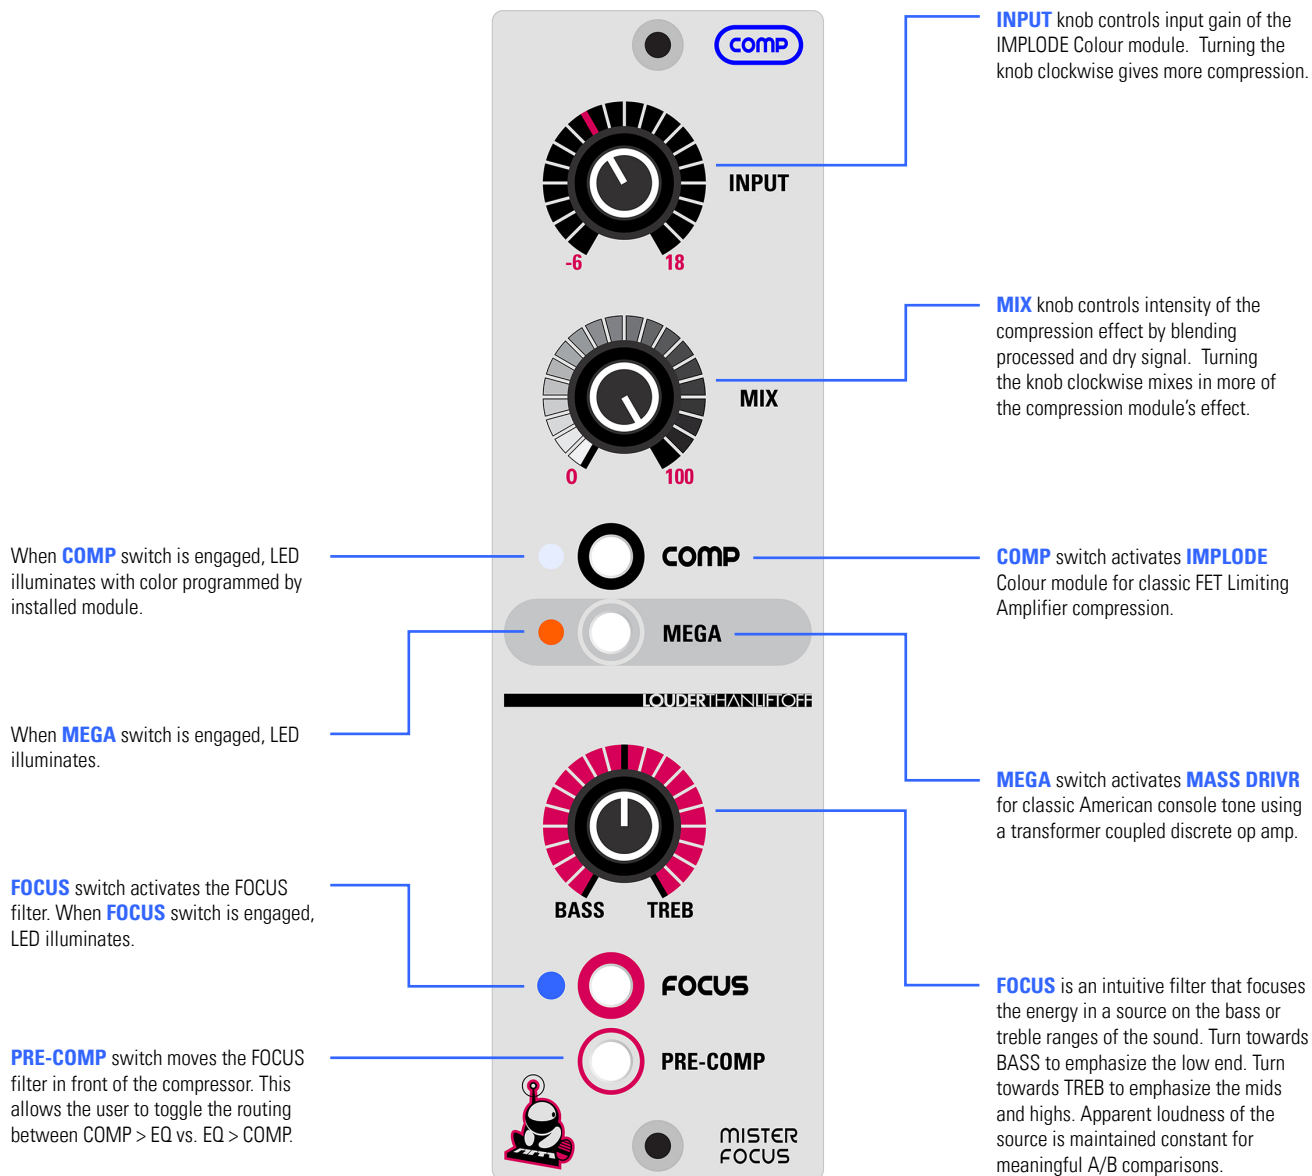 COMP
INPUT
-6
18
MIX
0
100
COMP
MEGA
LOUDERTHANLIFTOFF
BASS
TREB
FOCUS
PRE-COMP
MISTER
FOCUS
When COMP switch is engaged, LED
illuminates with color programmed by
installed module.
When MEGA switch is engaged, LED
illuminates.
FOCUS switch activates the FOCUS
filter. When FOCUS switch is engaged,
LED illuminates.
PRE-COMP switch moves the FOCUS
filter in front of the compressor. This
allows the user to toggle the routing
between COMP > EQ vs. EQ > COMP.
INPUT knob controls input gain of the
IMPLODE Colour module. Turning the
knob clockwise gives more compression.
MIX knob controls intensity of the
compression effect by blending
processed and dry signal. Turning
the knob clockwise mixes in more of
the compression module's effect.
COMP switch activates IMPLODE
Colour module for classic FET Limiting
Amplifier compression.
MEGA switch activates MASS DRIVR
for classic American console tone using
a transformer coupled discrete op amp.
FOCUS is an intuitive filter that focuses
the energy in a source on the bass or
treble ranges of the sound. Turn towards
BASS to emphasize the low end. Turn
towards TREB to emphasize the mids
and highs. Apparent loudness of the
source is maintained constant for
meaningful A/B comparisons.